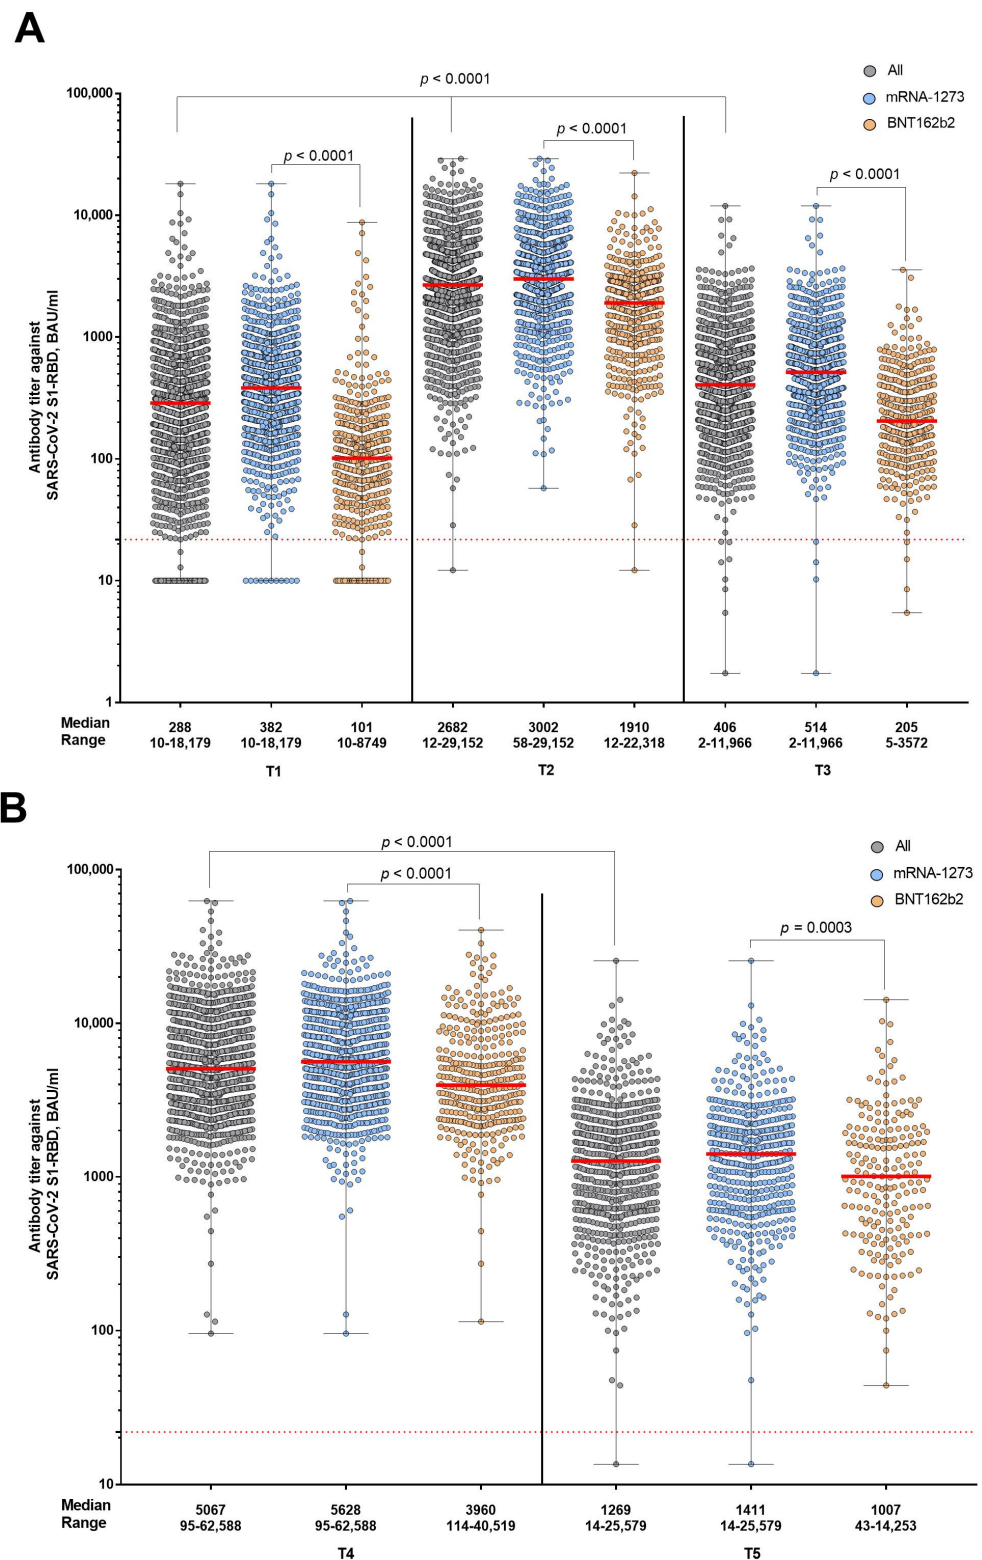 A
All
mRNA-1273
BNT162b2
p < 0.0001
p < 0.0001
p < 0.0001
p < 0.0001
100,000
10,000
1000
100
10
1
Antibody titer against
SARS-CoV-2 S1-RBD, BAU/ml
Median 288 382 101 2682 3002 1910 406 514 205
Range 10-18,179 10-18,179 10-8749 12-29,152 58-29,152 12-22,318 2-11,966 2-11,966 5-3572
T1 T2 T3
B
All
mRNA-1273
BNT162b2
p < 0.0001
p < 0.0001
p = 0.0003
100,000
10,000
1000
100
10
Antibody titer against
SARS-CoV-2 S1-RBD, BAU/ml
Median 5067 5628 3960 1269 1411 1007
Range 95-62,588 95-62,588 114-40,519 14-25,579 14-25,579 43-14,253
T4 T5